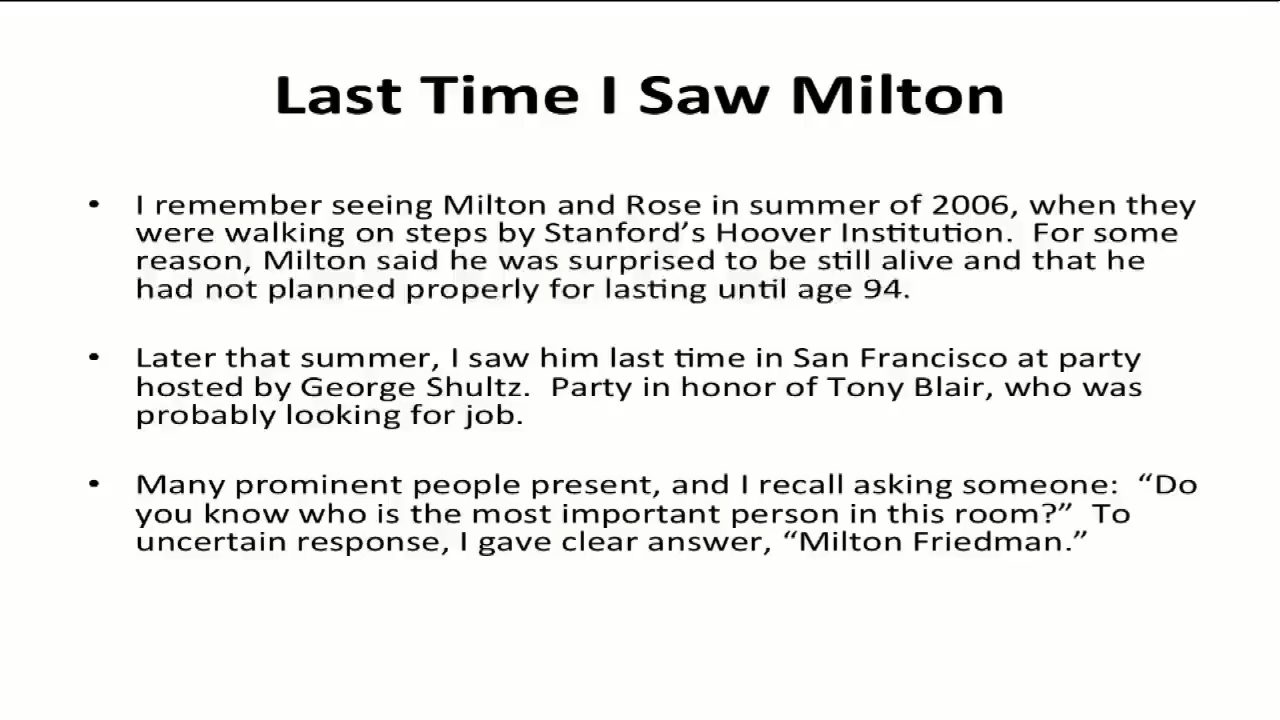 Last Time I Saw Milton
• I remember seeing Milton and Rose in summer of 2006, when they
were walking on steps by Stanford’s Hoover Institution.  For some
reason, Milton said he was surprised to be still alive and that he
had not planned properly for lasting until age 94.
• Later that summer, I saw him last time in San Francisco at party
hosted by George Shultz.  Party in honor of Tony Blair, who was
probably looking for job.
• Many prominent people present, and I recall asking someone:  “Do
you know who is the most important person in this room?”  To
uncertain response, I gave clear answer, “Milton Friedman.”